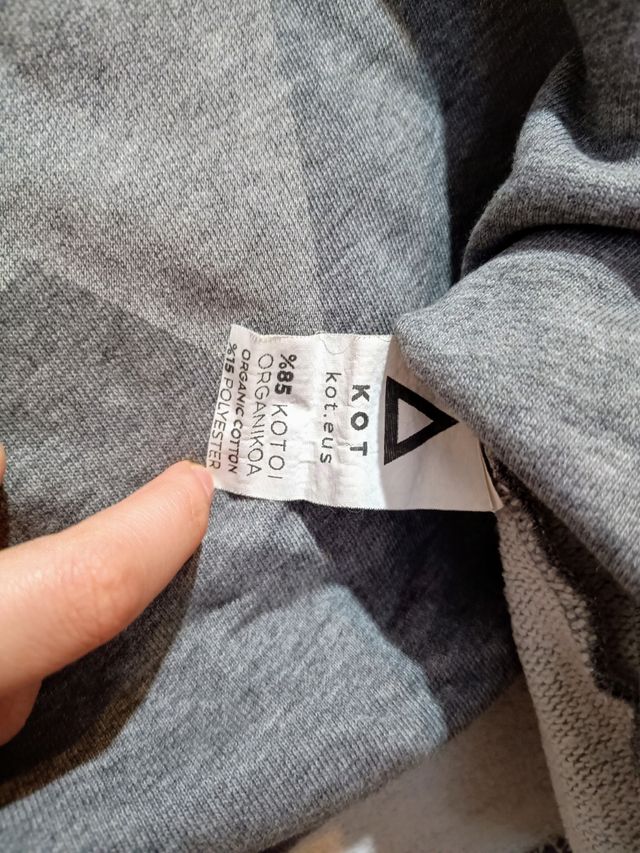 KOT
kot.eus
%85 KOTOI
ORGANIKOA
ORGANIC COTTON
%15 POLYESTER